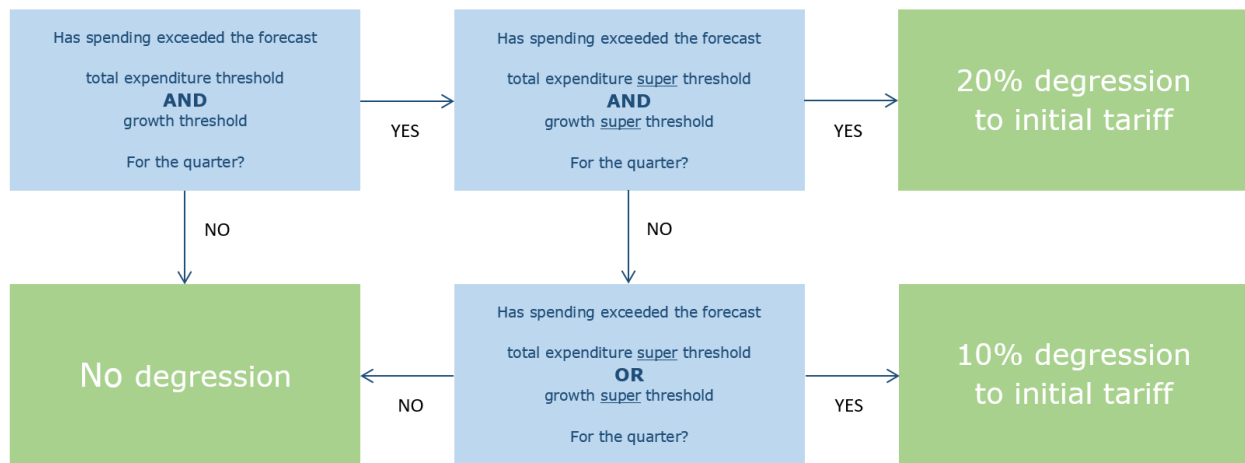 Has spending exceeded the forecast
total expenditure threshold
AND
growth threshold
For the quarter?
YES
Has spending exceeded the forecast
total expenditure super threshold
AND
growth super threshold
For the quarter?
YES
20% degression
to initial tariff
NO
NO
No degression
NO
Has spending exceeded the forecast
total expenditure super threshold
OR
growth super threshold
For the quarter?
YES
10% degression
to initial tariff